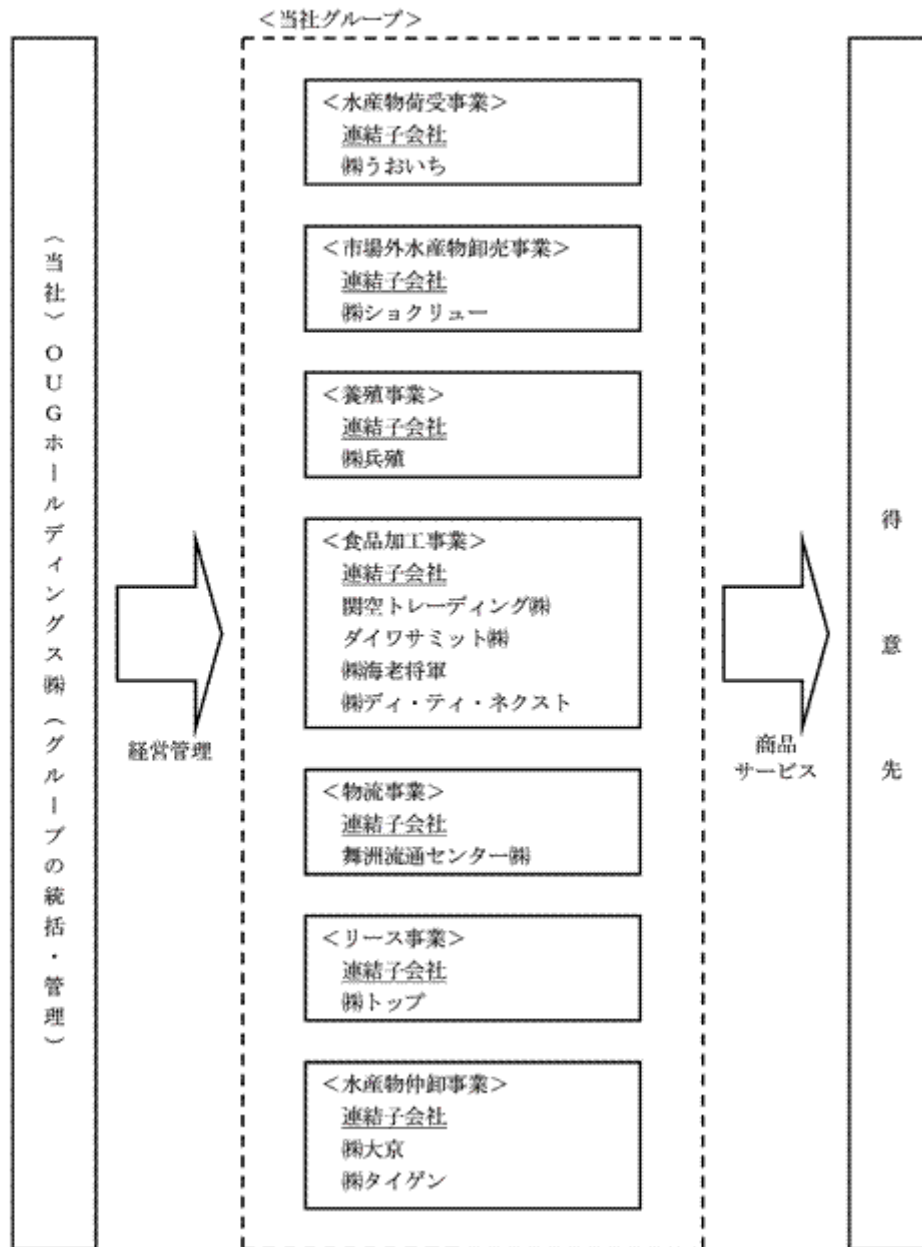 ＜当社グループ＞
（当社）ＯＵＧホールディングス㈱（グループの統括・管理）
経営管理
＜水産物荷受事業＞
連結子会社
㈱うおいち
＜市場外水産物卸売事業＞
連結子会社
㈱ショクリュー
＜養殖事業＞
連結子会社
㈱兵殖
＜食品加工事業＞
連結子会社
関空トレーディング㈱
ダイワサミット㈱
㈱海老将軍
㈱ディ・ティ・ネクスト
＜物流事業＞
連結子会社
舞洲流通センター㈱
＜リース事業＞
連結子会社
㈱トップ
＜水産物仲卸事業＞
連結子会社
㈱大京
㈱タイゲン
商品
サービス
得意先